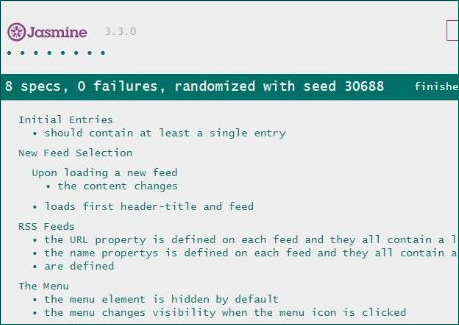 Jasmine 3.3.0
8 specs, 0 failures, randomized with seed 30688 finishe
Initial Entries
• should contain at least a single entry
New Feed Selection
Upon loading a new feed
• the content changes
• loads first header-title and feed
RSS Feeds
• the URL property is defined on each feed and they all contain a l
• the name propertys is defined on each feed and they all contain a
• are defined
The Menu
• the menu element is hidden by default
• the menu changes visibility when the menu icon is clicked